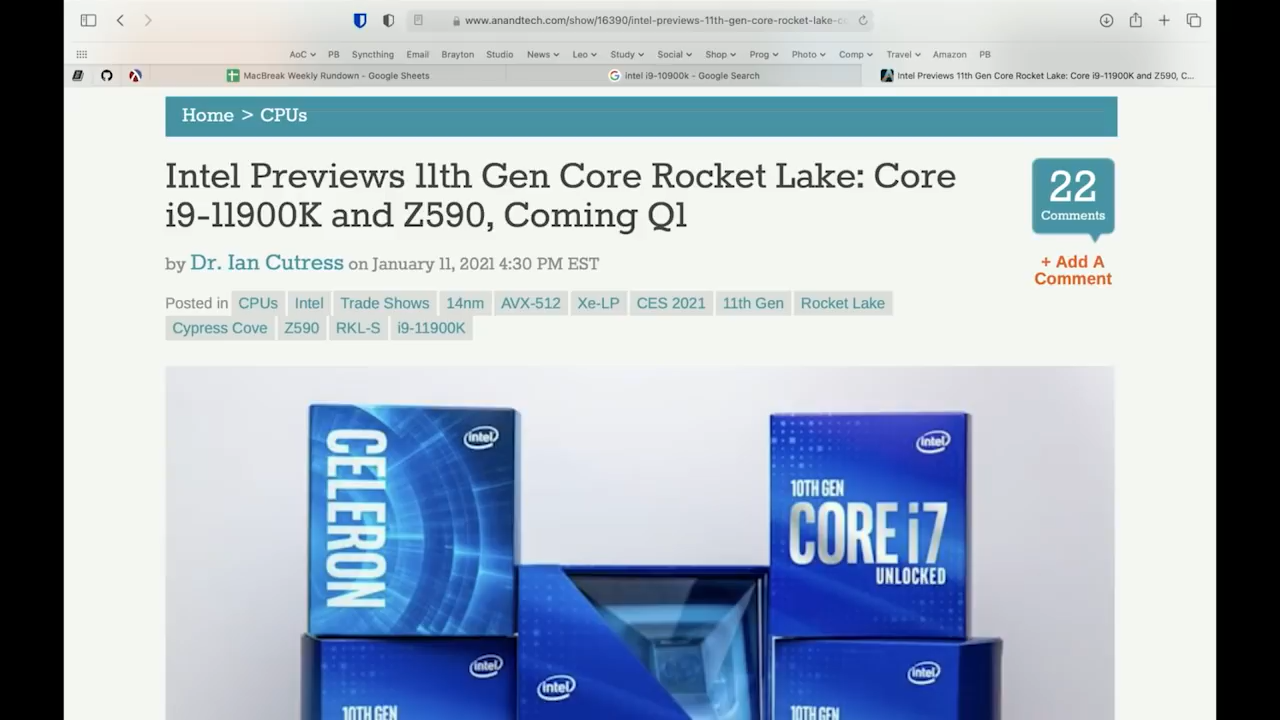 www.anandtech.com/show/16390/intel-previews-11th-gen-core-rocket-lake-c
AoC PB Syncthing Email Brayton Studio News Leo Study Social Shop Prog Photo Comp Travel Amazon PB
MacBreak Weekly Rundown - Google Sheets
intel i9-10900k - Google Search
Intel Previews 11th Gen Core Rocket Lake: Core i9-11900K and Z590, C...
Home > CPUs
Intel Previews 11th Gen Core Rocket Lake: Core
i9-11900K and Z590, Coming Q1
22
Comments
+ Add A
Comment
by Dr. Ian Cutress on January 11, 2021 4:30 PM EST
Posted in CPUs Intel Trade Shows 14nm AVX-512 Xe-LP CES 2021 11th Gen Rocket Lake
Cypress Cove Z590 RKL-S i9-11900K
intel
CELERON
intel
10TH GEN
CORE i7
UNLOCKED
intel
10TH GEN
intel
intel
10TH GEN